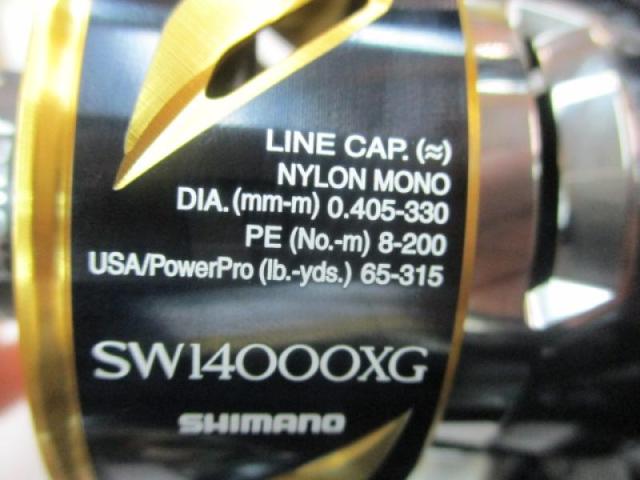 LINE CAP. (≈)
NYLON MONO
DIA. (mm-m) 0.405-330
PE (No.-m) 8-200
USA/PowerPro (lb.-yds.) 65-315
SW14000XG
SHIMANO